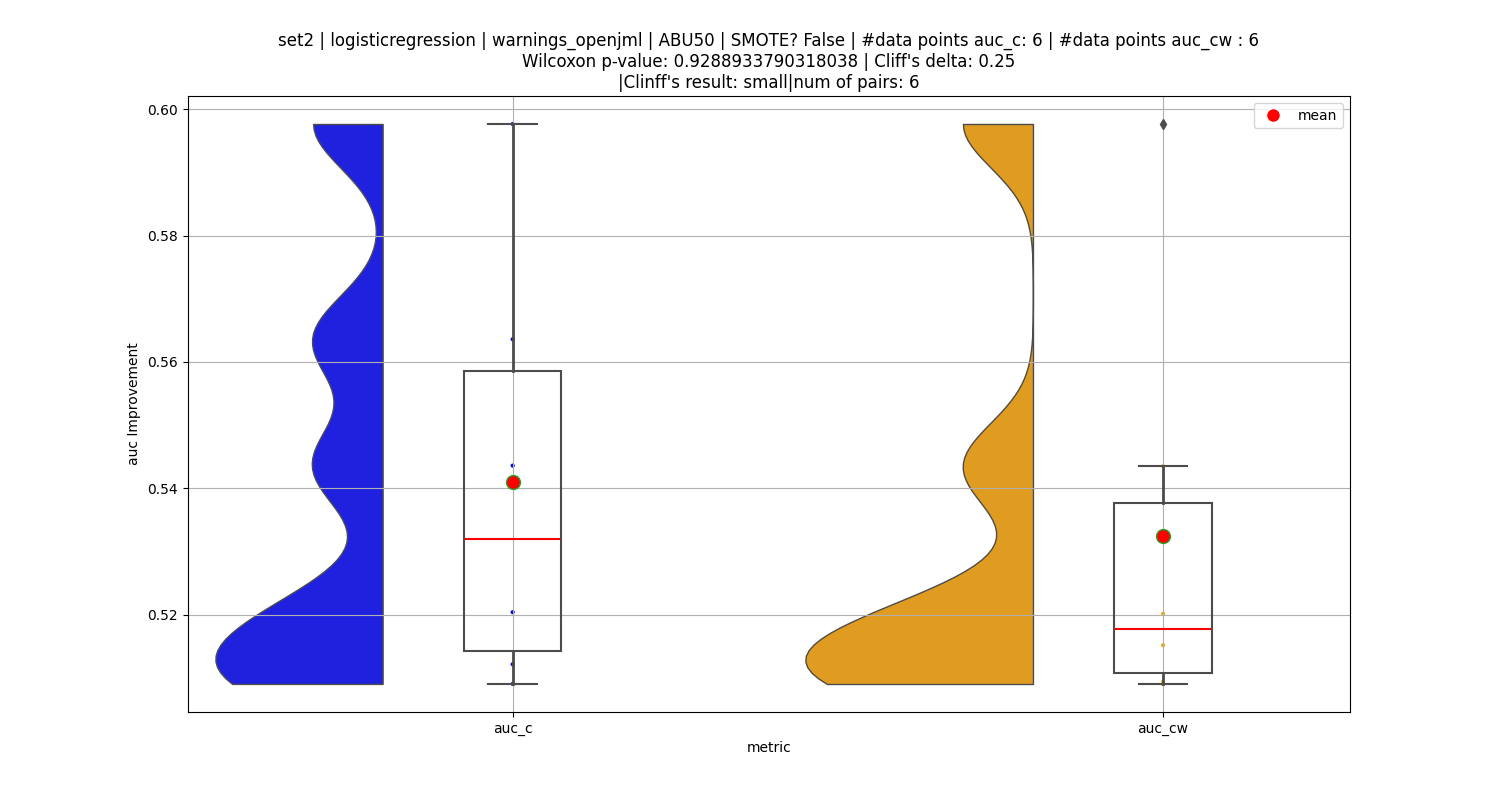 set2 | logisticregression | warnings_openjml | ABU50 | SMOTE? False | #data points auc_c: 6 | #data points auc_cw : 6
Wilcoxon p-value: 0.9288933790318038 | Cliff's delta: 0.25
|Clinff's result: small|num of pairs: 6
0.60
mean
0.58
0.56
auc Improvement
0.54
0.52
auc_c
auc_cw
metric